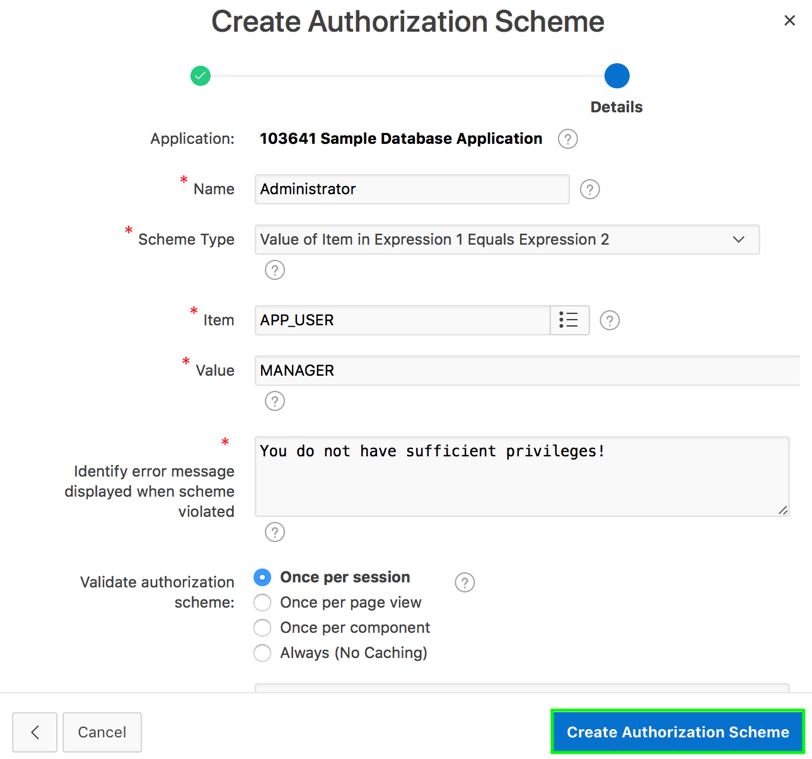 Create Authorization Scheme
Details
Application: 103641 Sample Database Application ?
* Name Administrator ?
* Scheme Type Value of Item in Expression 1 Equals Expression 2
?
* Item APP_USER ?
* Value MANAGER
?
*
You do not have sufficient privileges!
Identify error message
displayed when scheme
violated
?
Validate authorization
scheme:
Once per session ?
Once per page view
Once per component
Always (No Caching)
Cancel
Create Authorization Scheme